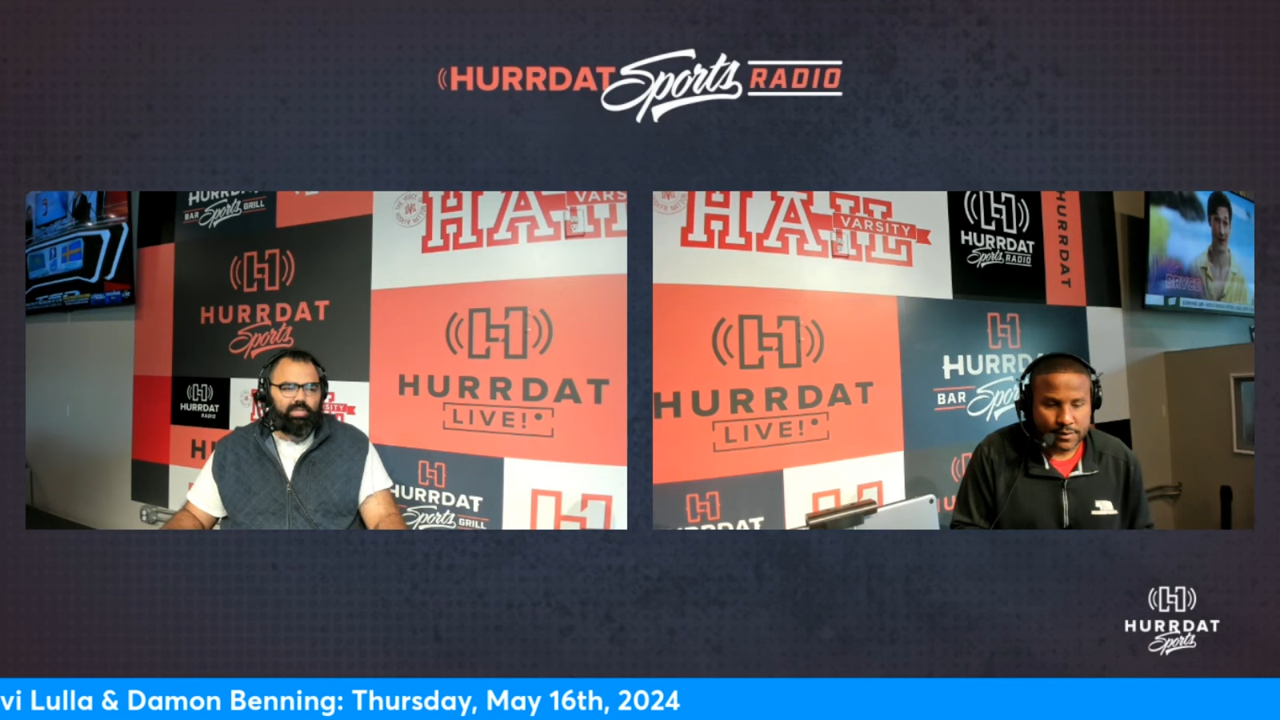 HURRDAT Sports RADIO
HURRDAT
BAR Sports GRILL
HAIL
VARSITY
HURRDAT
Sports
HURRDAT
LIVE!
HURRDAT
RADIO
HURRDAT
Sports GRILL
HAIL
VARSITY
HURRDAT
Sports RADIO
HURRDAT
HURRDAT
LIVE!
BAR Sports
HURRDAT
HURRDAT
Sports
vi Lulla & Damon Benning: Thursday, May 16th, 2024